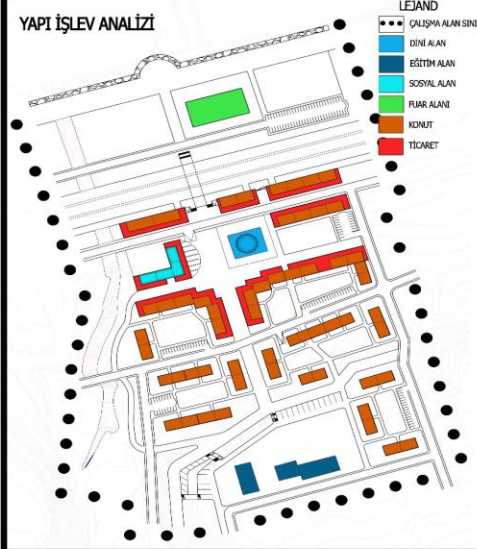 YAPI İŞLEV ANALİZİ
LEJAND
ÇALIŞMA ALAN SINI
DİNİ ALAN
EĞİTİM ALAN
SOSYAL ALAN
FUAR ALANI
KONUT
TİCARET